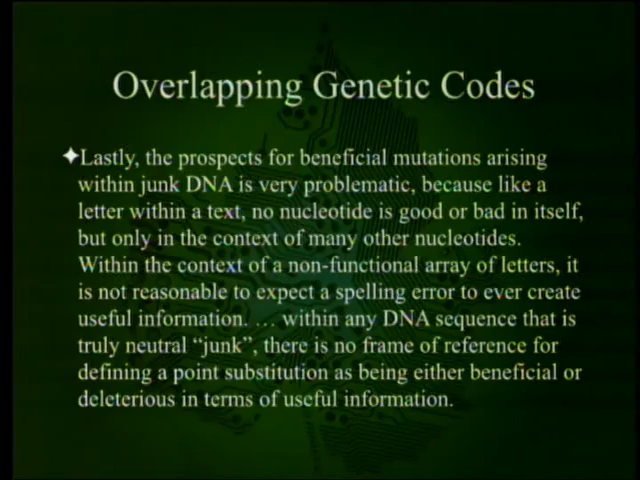 Overlapping Genetic Codes
✦Lastly, the prospects for beneficial mutations arising
within junk DNA is very problematic, because like a
letter within a text, no nucleotide is good or bad in itself,
but only in the context of many other nucleotides.
Within the context of a non-functional array of letters, it
is not reasonable to expect a spelling error to ever create
useful information. … within any DNA sequence that is
truly neutral “junk”, there is no frame of reference for
defining a point substitution as being either beneficial or
deleterious in terms of useful information.